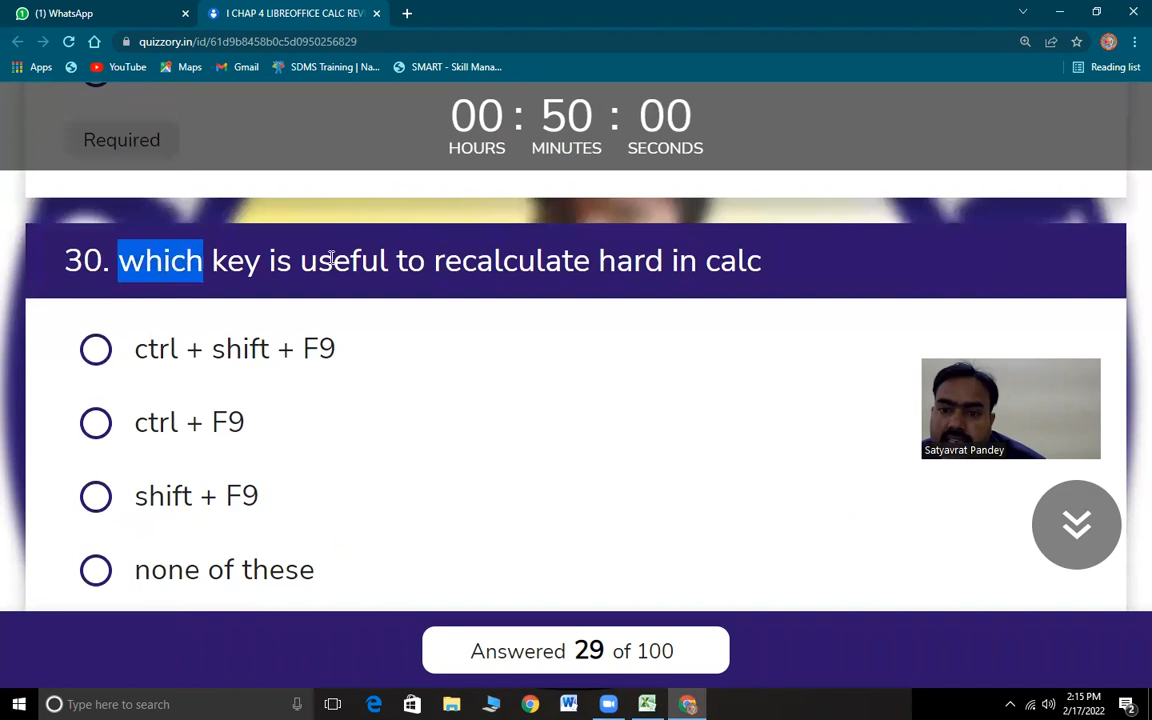 (1) WhatsApp
I CHAP 4 LIBREOFFICE CALC REV
quizzory.in/id/61d9b8458b0c5d0950256829
Apps
YouTube
Maps
Gmail
SDMS Training | Na...
SMART - Skill Mana...
Reading list
00 : 50 : 00
HOURS MINUTES SECONDS
Required
30. which key is useful to recalculate hard in calc
ctrl + shift + F9
ctrl + F9
Satyavrat Pandey
shift + F9
none of these
Answered 29 of 100
Type here to search
2:15 PM
2/17/2022
2